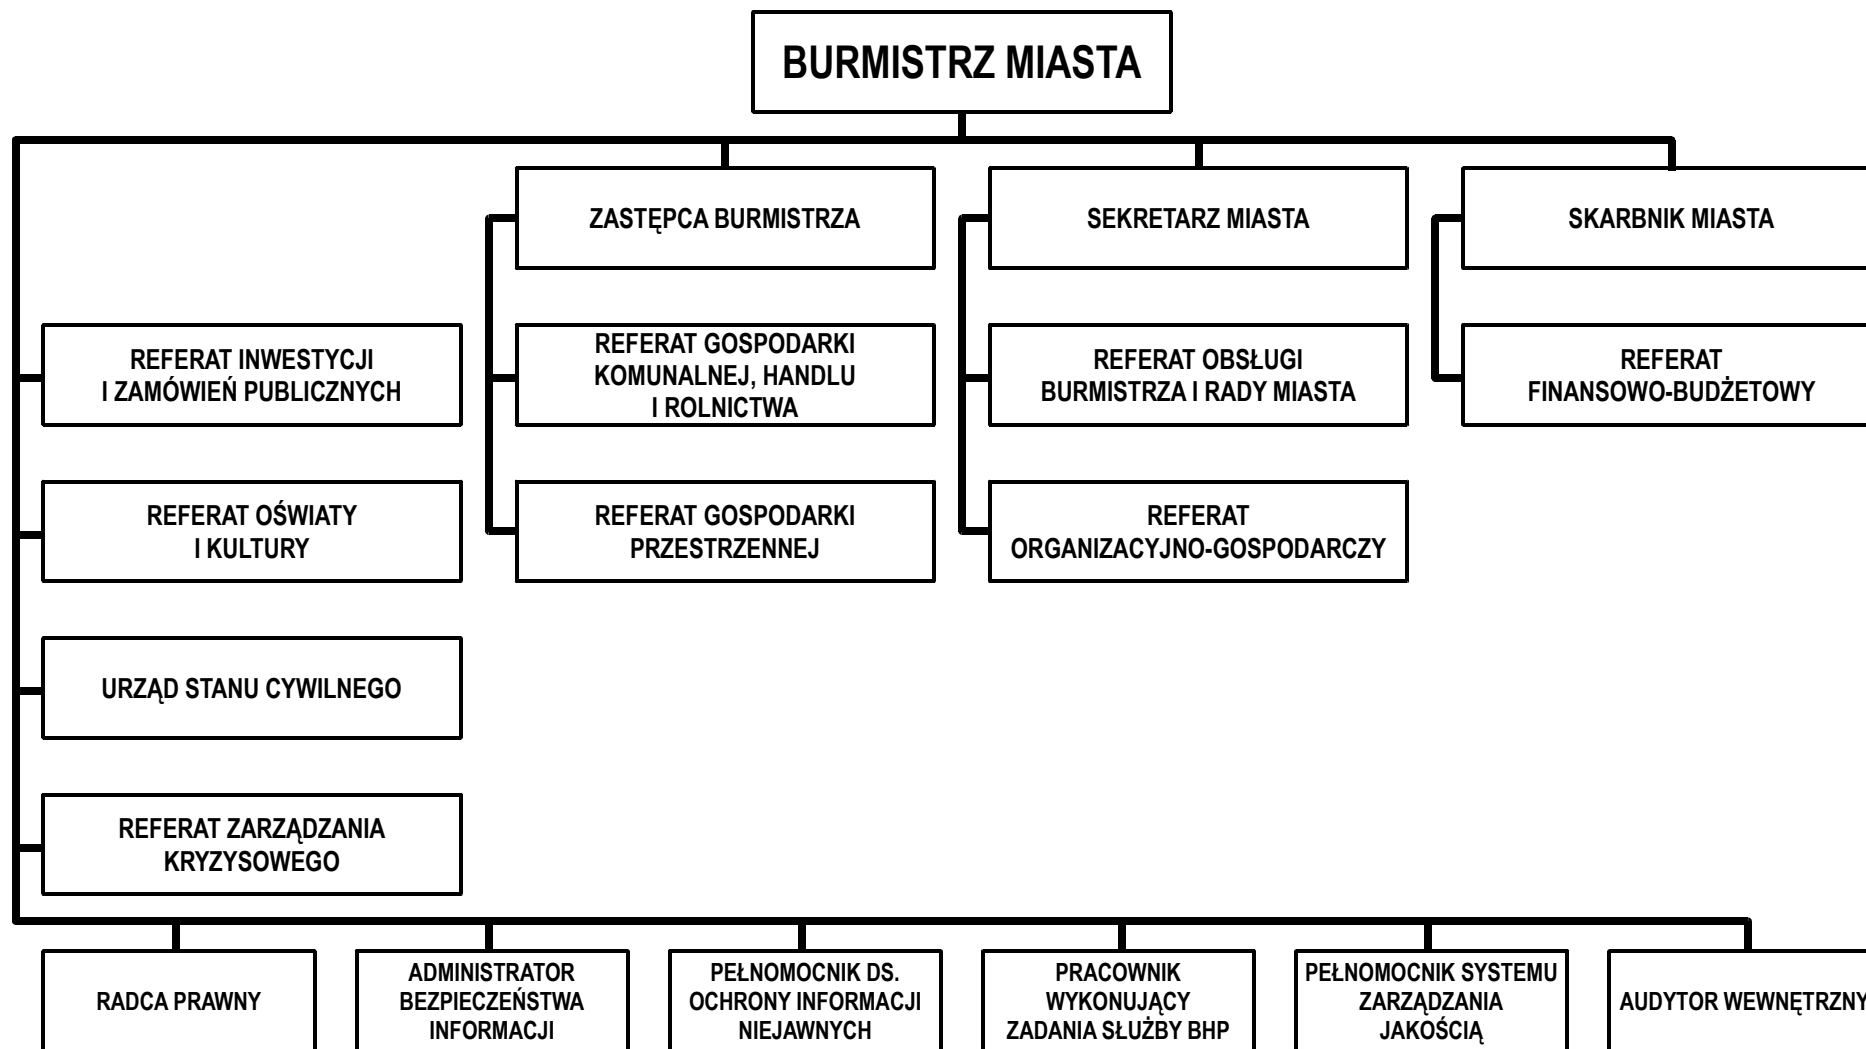 BURMISTRZ MIASTA
ZASTĘPCA BURMISTRZA
SEKRETARZ MIASTA
SKARBNIK MIASTA
REFERAT INWESTYCJI
I ZAMÓWIEŃ PUBLICZNYCH
REFERAT GOSPODARKI
KOMUNALNEJ, HANDLU
I ROLNICTWA
REFERAT OBSŁUGI
BURMISTRZA I RADY MIASTA
REFERAT
FINANSOWO-BUDŻETOWY
REFERAT OŚWIATY
I KULTURY
REFERAT GOSPODARKI
PRZESTRZENNEJ
REFERAT
ORGANIZACYJNO-GOSPODARCZY
URZĄD STANU CYWILNEGO
REFERAT ZARZĄDZANIA
KRYZYSOWEGO
RADCA PRAWNY
ADMINISTRATOR
BEZPIECZEŃSTWA
INFORMACJI
PEŁNOMOCNIK DS.
OCHRONY INFORMACJI
NIEJAWNYCH
PRACOWNIK
WYKONUJĄCY
ZADANIA SŁUŻBY BHP
PEŁNOMOCNIK SYSTEMU
ZARZĄDZANIA
JAKOŚCIĄ
AUDYTOR WEWNĘTRZNY